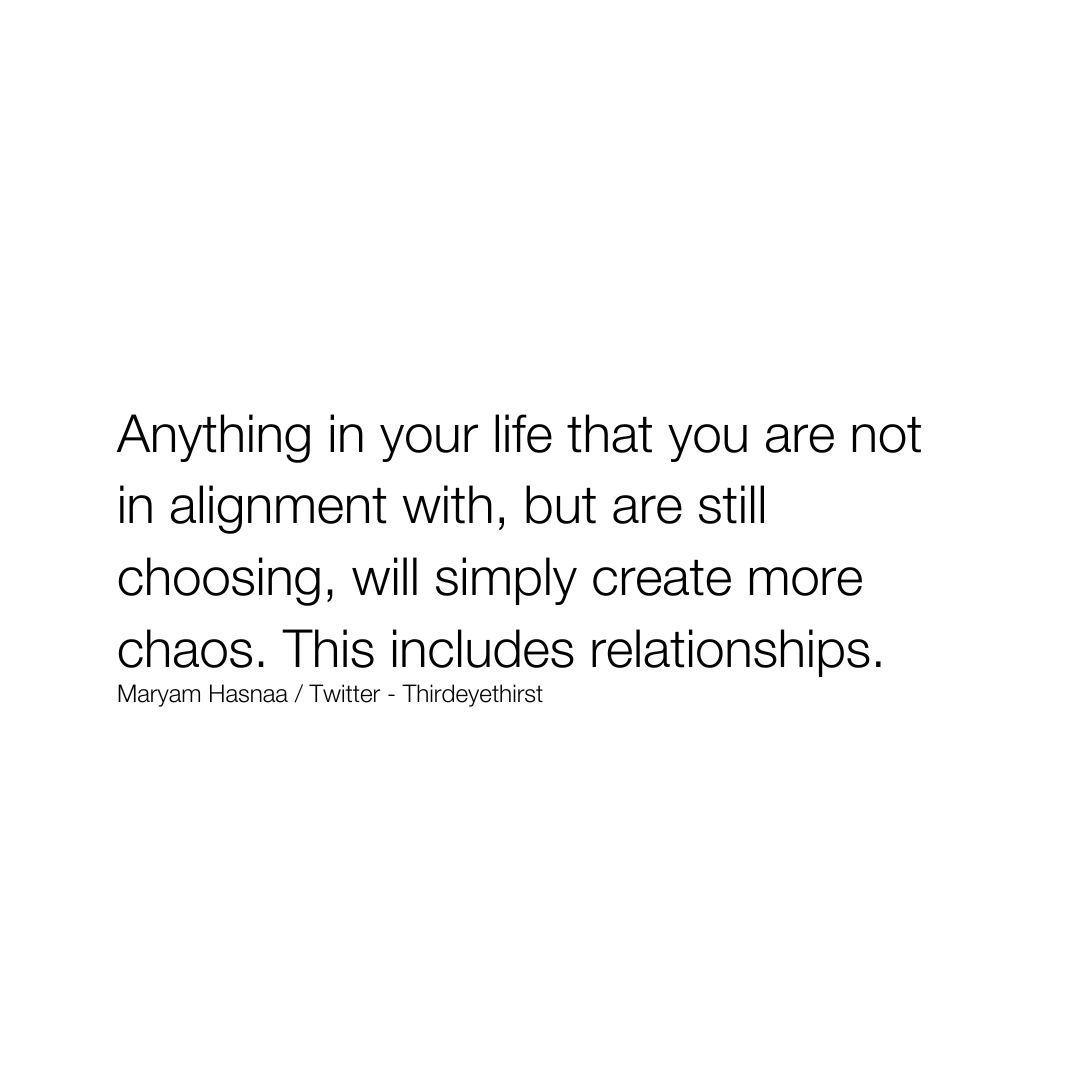 Anything in your life that you are not
in alignment with, but are still
choosing, will simply create more
chaos. This includes relationships.
Maryam Hasnaa / Twitter - Thirdeyethirst